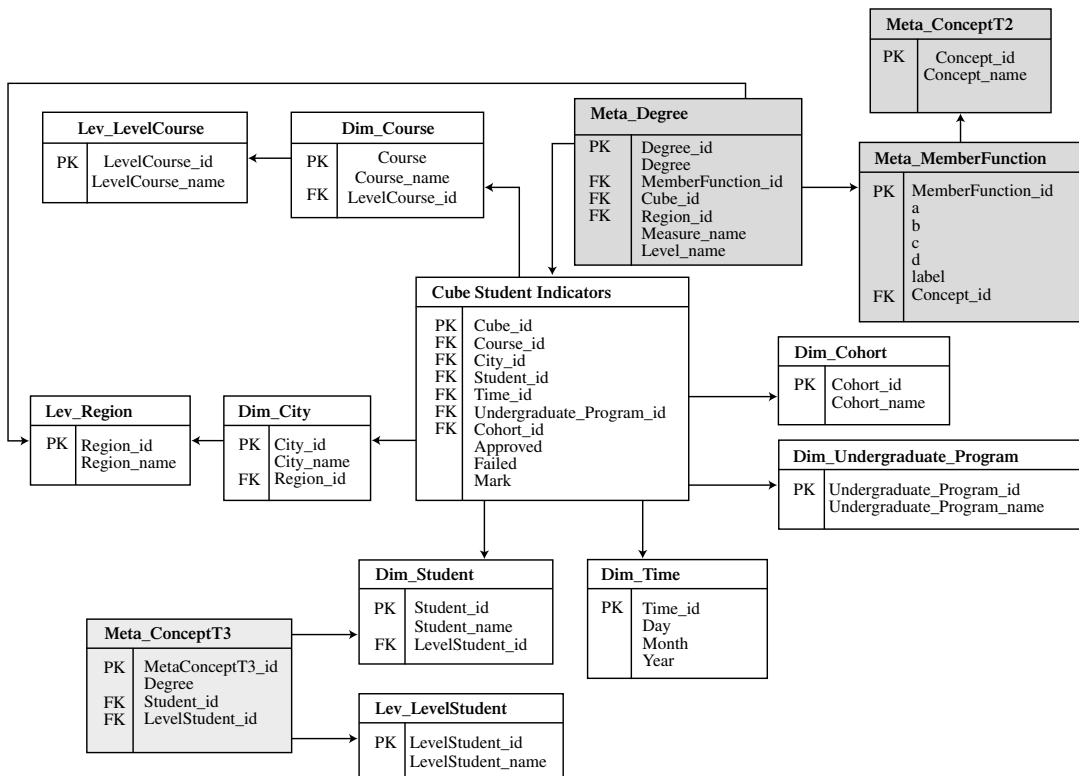 Meta_ConceptT2
PK Concept_id
Concept_name
Meta_Degree
PK Degree_id
Degree
FK MemberFunction_id
FK Cube_id
FK Region_id
Measure_name
Level_name
Meta_MemberFunction
PK MemberFunction_id
a
b
c
d
label
FK Concept_id
Lev_LevelCourse
PK LevelCourse_id
LevelCourse_name
Dim_Course
PK Course
Course_name
FK LevelCourse_id
Cube Student Indicators
PK Cube_id
FK Course_id
FK City_id
FK Student_id
FK Time_id
FK Undergraduate_Program_id
FK Cohort_id
Approved
Failed
Mark
Dim_Cohort
PK Cohort_id
Cohort_name
Lev_Region
PK Region_id
Region_name
Dim_City
PK City_id
City_name
FK Region_id
Dim_Undergraduate_Program
PK Undergraduate_Program_id
Undergraduate_Program_name
Dim_Student
PK Student_id
Student_name
FK LevelStudent_id
Dim_Time
PK Time_id
Day
Month
Year
Meta_ConceptT3
PK MetaConceptT3_id
Degree
FK Student_id
FK LevelStudent_id
Lev_LevelStudent
PK LevelStudent_id
LevelStudent_name